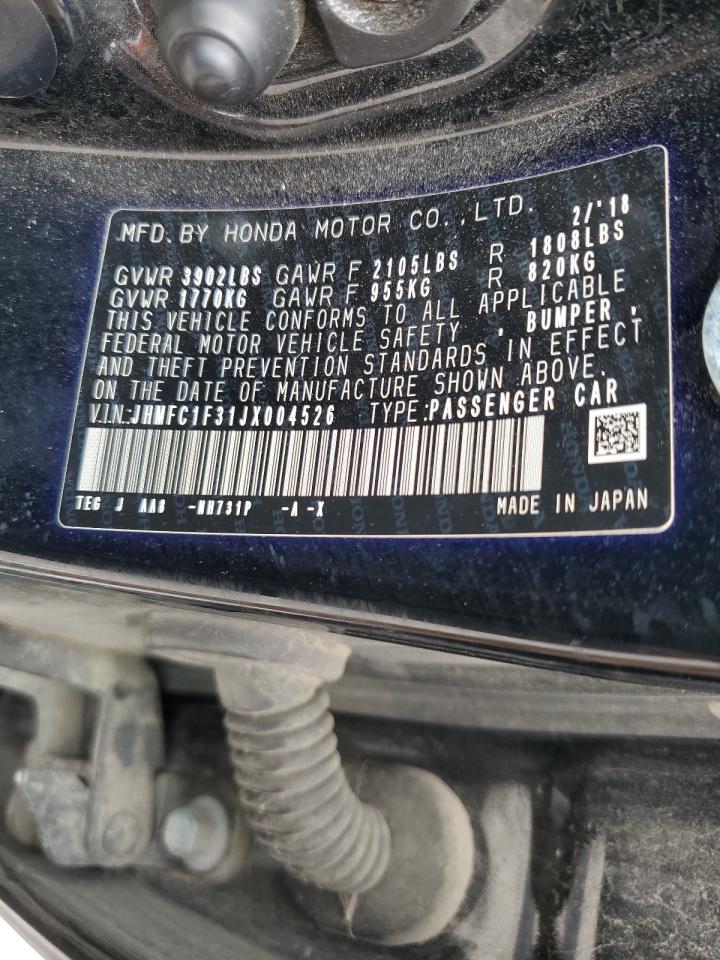 MFD. BY HONDA MOTOR CO., LTD. 2/'18
GVWR 3902LBS GAWR F 2105LBS R 1808LBS
GVWR 1770KG GAWR F 955KG R 820KG
THIS VEHICLE CONFORMS TO ALL APPLICABLE
FEDERAL MOTOR VEHICLE SAFETY , BUMPER ,
AND THEFT PREVENTION STANDARDS IN EFFECT
ON THE DATE OF MANUFACTURE SHOWN ABOVE.
V.I.N.:JHMFC1F31JX004526 TYPE:PASSENGER CAR
TEG J AA8 -NH731P -A -X MADE IN JAPAN